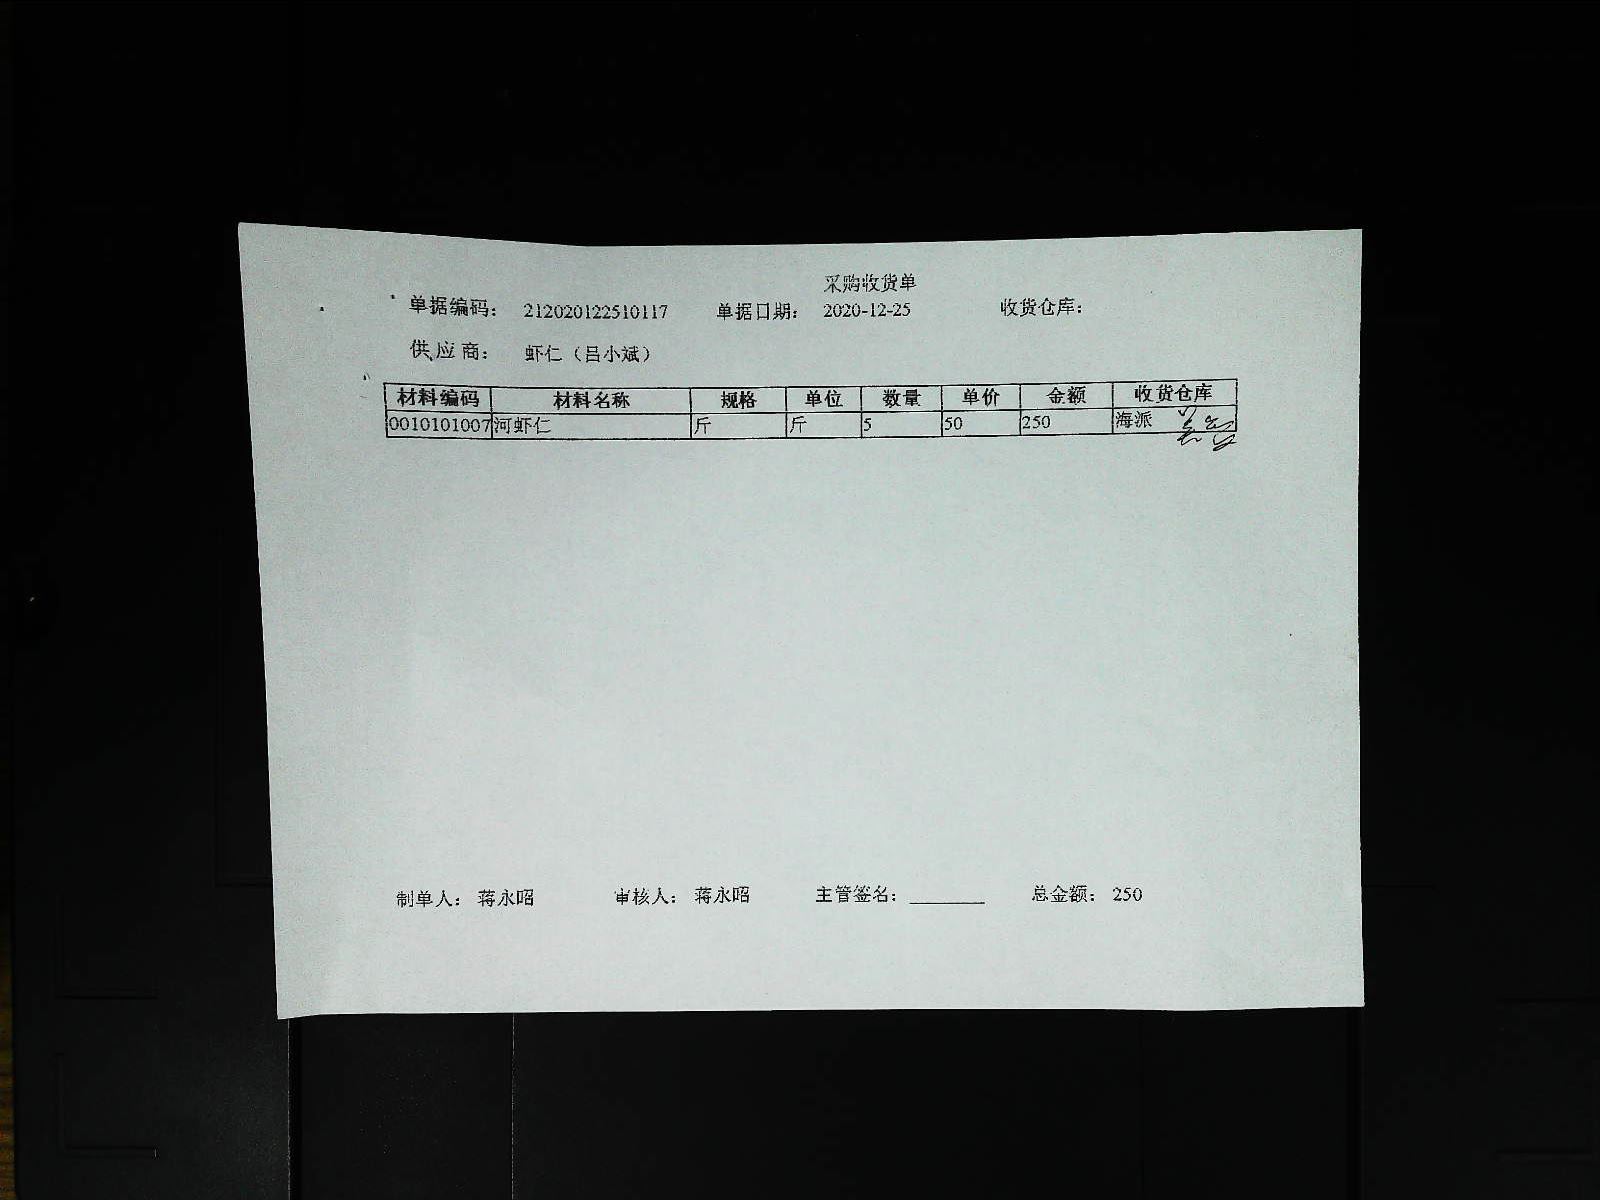 采购收货单
单据编码： 212020122510117 单据日期： 2020-12-25 收货仓库：
供应商： 虾仁（吕小斌）
材料编码 材料名称 规格 单位 数量 单价 金额 收货仓库
0010101007 河虾仁 斤 斤 5 50 250 海派
制单人： 蒋永昭 审核人： 蒋永昭 主管签名： 总金额： 250